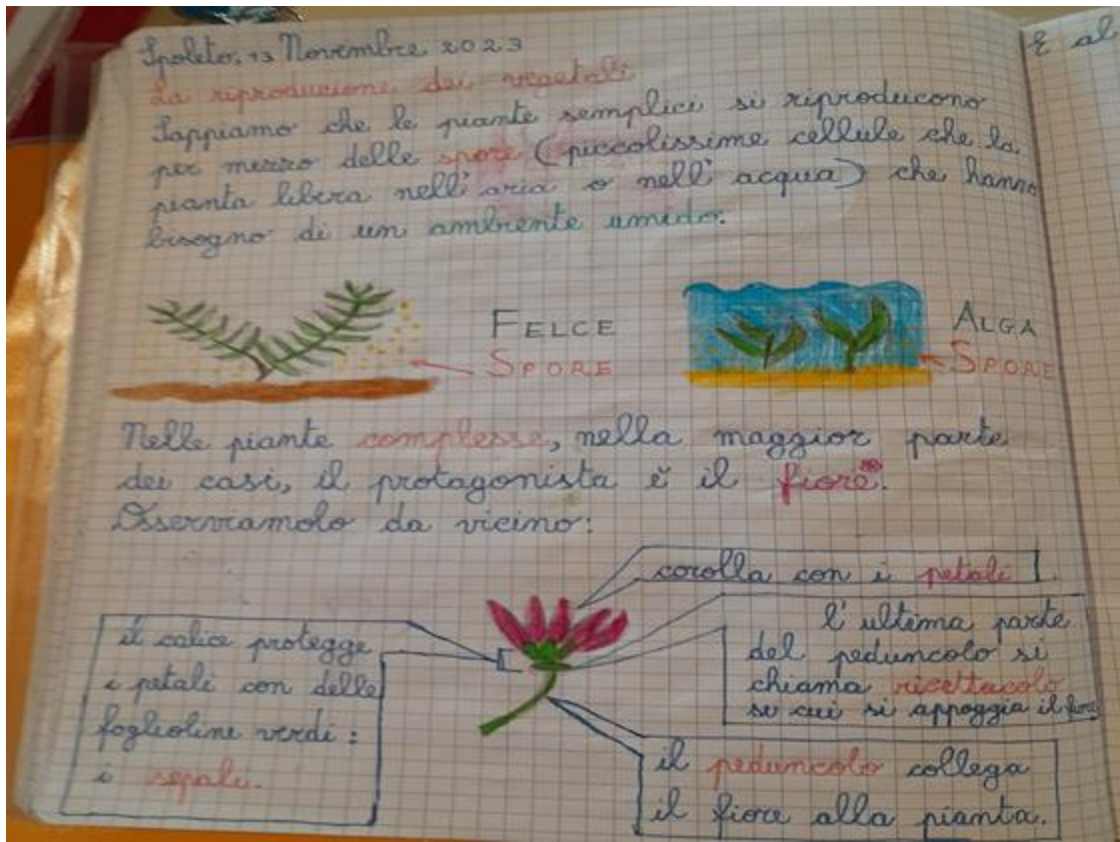 Spoleto, 13 Novembre 2023
La riproduzione dei vegetali
Sappiamo che le piante semplici si riproducono
per mezzo delle spore (piccolissime cellule che la
pianta libera nell'aria o nell'acqua) che hanno
bisogno di un ambiente umido.
FELCE
SPORE
ALGA
SPORE
Nelle piante complesse, nella maggior parte
dei casi, il protagonista è il fiore.
Osserviamolo da vicino:
corolla con i petali
il calice protegge
i petali con delle
foglioline verdi:
i sepali.
l'ultima parte
del peduncolo si
chiama ricettacolo
su cui si appoggia il fiore
il peduncolo collega
il fiore alla pianta.
E al